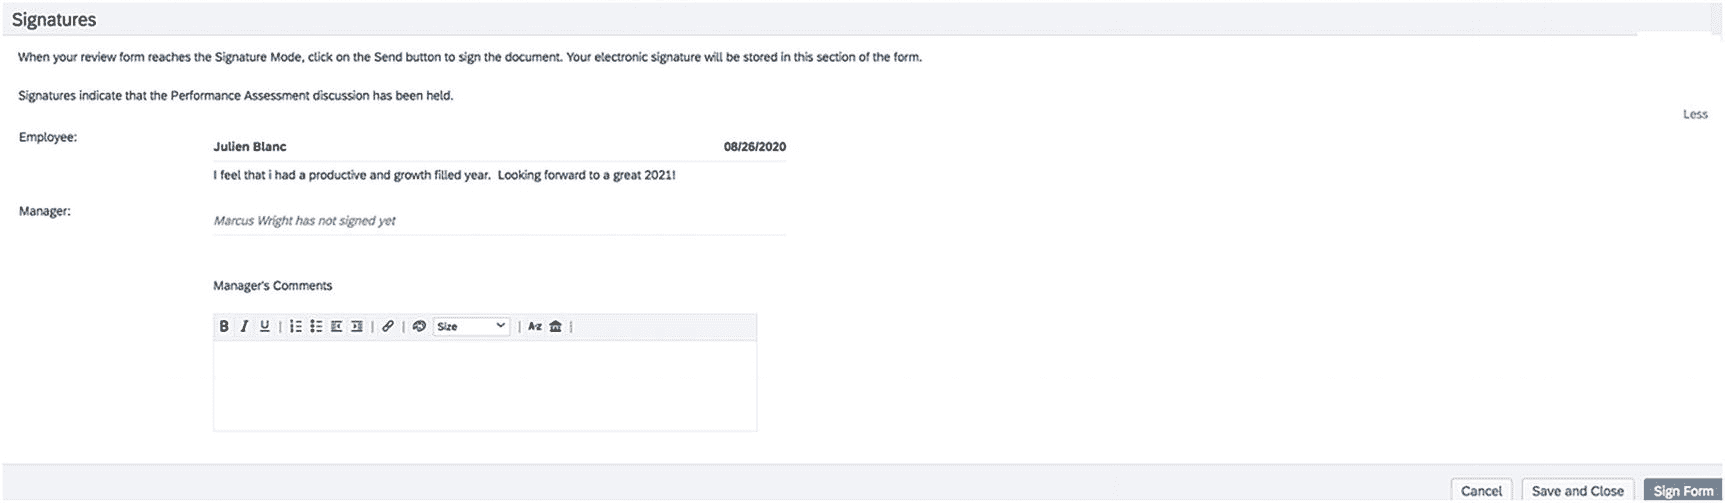 Signatures
When your review form reaches the Signature Mode, click on the Send button to sign the document. Your electronic signature will be stored in this section of the form.
Signatures indicate that the Performance Assessment discussion has been held.
Less
Employee:
Julien Blanc 08/26/2020
I feel that i had a productive and growth filled year. Looking forward to a great 2021!
Manager:
Marcus Wright has not signed yet
Manager's Comments
B I U Size A-z
Cancel Save and Close Sign Form